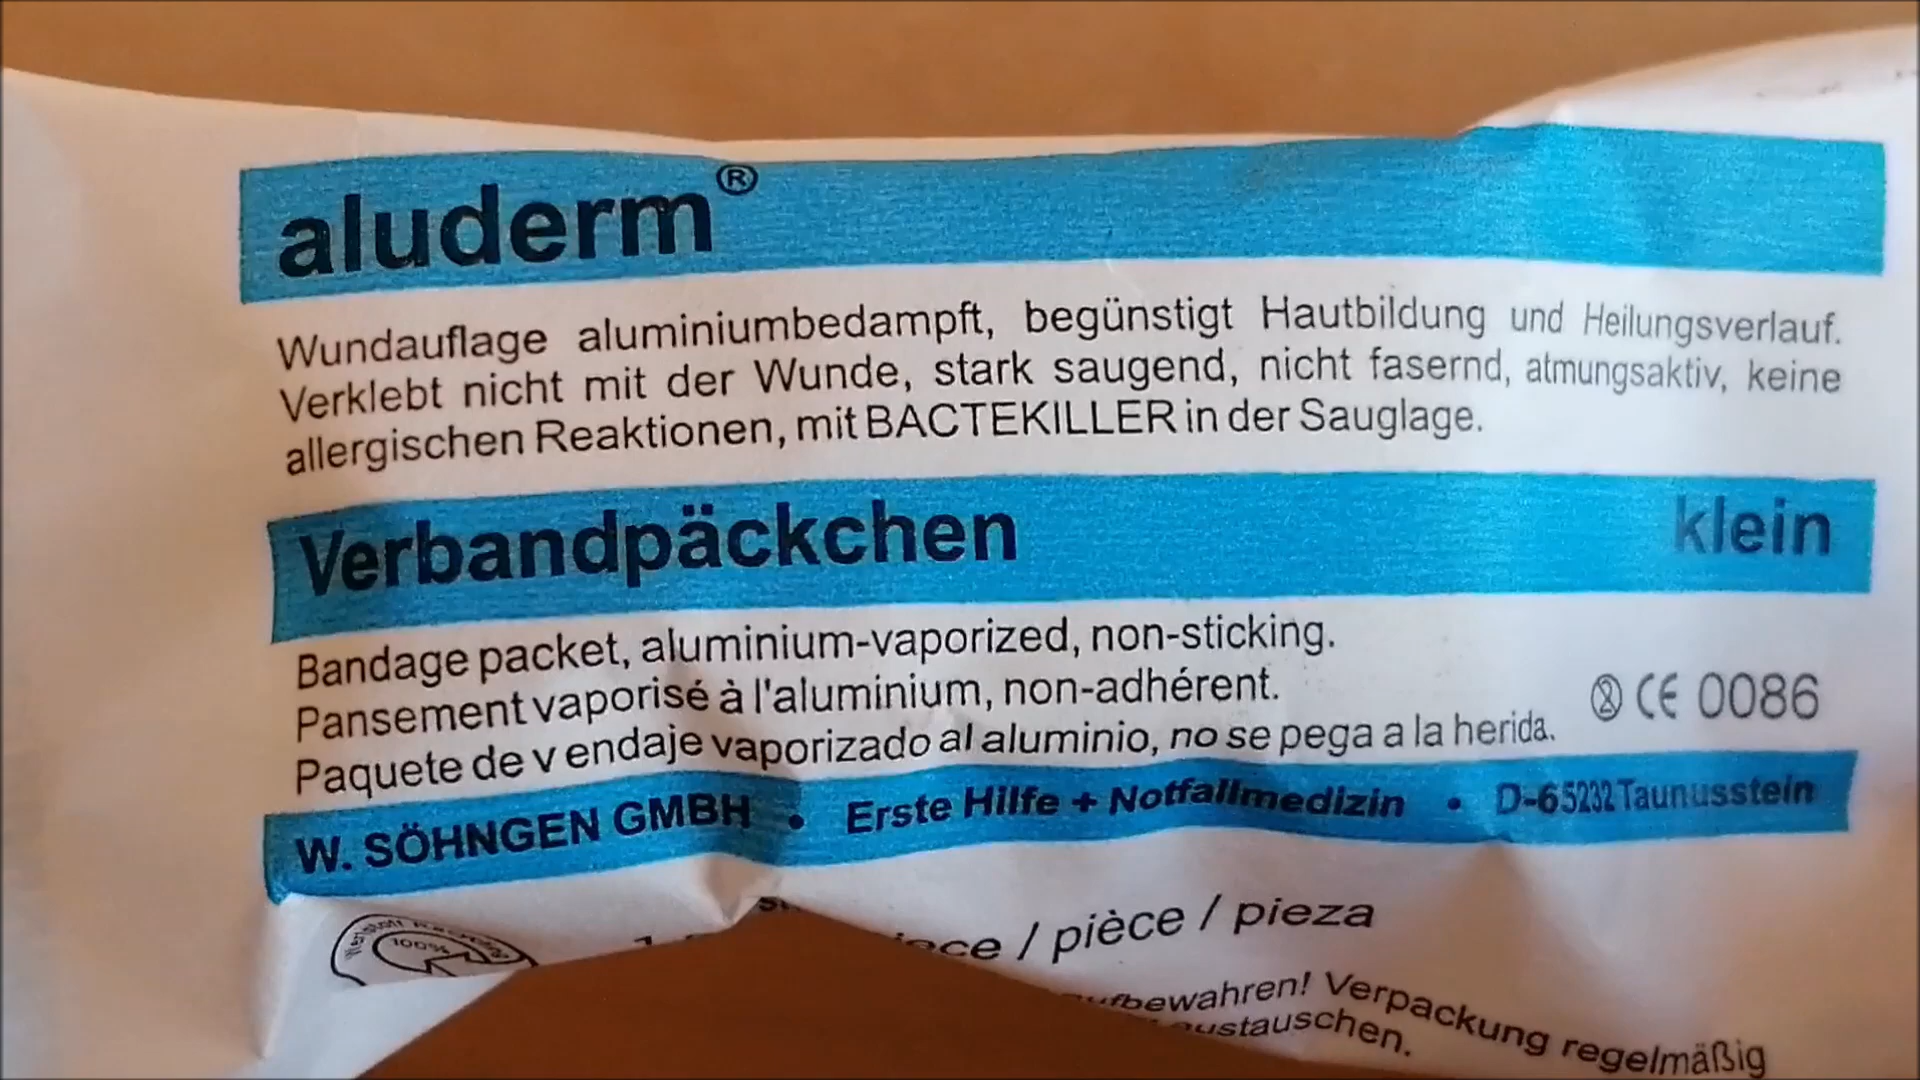 aluderm®
Wundauflage aluminiumbedampft, begünstigt Hautbildung und Heilungsverlauf.
Verklebt nicht mit der Wunde, stark saugend, nicht fasernd, atmungsaktiv, keine
allergischen Reaktionen, mit BACTEKILLER in der Sauglage.
Verbandpäckchen klein
Bandage packet, aluminium-vaporized, non-sticking.
Pansement vaporisé à l'aluminium, non-adhérent.
Paquete de v endaje vaporizado al aluminio, no se pega a la herida.
CE 0086
W. SÖHNGEN GMBH • Erste Hilfe + Notfallmedizin • D-65232 Taunusstein
100%
/ pièce / pieza
Verpackung regelmäßig